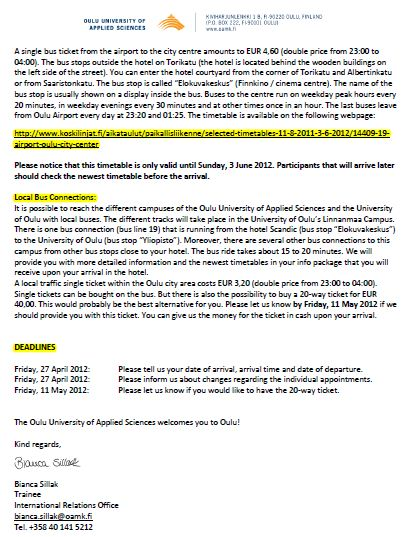 OULU UNIVERSITY OF
APPLIED SCIENCES
KIVIHARJUNLENKKI 1 B, FI-90220 OULU, FINLAND
(P.O. BOX 222, FI-90101 OULU)
www.oamk.fi
A single bus ticket from the airport to the city centre amounts to EUR 4,60 (double price from 23:00 to
04:00). The bus stops outside the hotel on Torikatu (the hotel is located behind the wooden buildings on
the left side of the street). You can enter the hotel courtyard from the corner of Torikatu and Albertinkatu
or from Saaristonkatu. The bus stop is called "Elokuvakeskus" (Finnkino / cinema centre). The name of the
bus stop is usually shown on a display inside the bus. Buses to the centre run on weekday peak hours every
20 minutes, in weekday evenings every 30 minutes and at other times once in an hour. The last buses leave
from Oulu Airport every day at 23:20 and 01:25. The timetable is available on the following webpage:
http://www.koskilinjat.fi/aikataulut/paikallisliikenne/selected-timetables-11-8-2011-3-6-2012/14409-19-
airport-oulu-city-center
Please notice that this timetable is only valid until Sunday, 3 June 2012. Participants that will arrive later
should check the newest timetable before the arrival.
Local Bus Connections:
It is possible to reach the different campuses of the Oulu University of Applied Sciences and the University
of Oulu with local buses. The different tracks will take place in the University of Oulu's Linnanmaa Campus.
There is one bus connection (bus line 19) that is running from the hotel Scandic (bus stop "Elokuvakeskus")
to the University of Oulu (bus stop "Yliopisto"). Moreover, there are several other bus connections to this
campus from other bus stops close to your hotel. The bus ride takes about 15 to 20 minutes. We will
provide you with more detailed information and the newest timetables in your info package that you will
receive upon your arrival in the hotel.
A local traffic single ticket within the Oulu city area costs EUR 3,20 (double price from 23:00 to 04:00).
Single tickets can be bought on the bus. But there is also the possibility to buy a 20-way ticket for EUR
40,00. This would probably be the best alternative for you. Please let us know by Friday, 11 May 2012 if we
should provide you with this ticket. You can give us the money for the ticket in cash upon your arrival.
DEADLINES
Friday, 27 April 2012: Please tell us your date of arrival, arrival time and date of departure.
Friday, 27 April 2012: Please inform us about changes regarding the individual appointments.
Friday, 11 May 2012: Please let us know if you would like to have the 20-way ticket.
The Oulu University of Applied Sciences welcomes you to Oulu!
Kind regards,
Bianca Sillak
Bianca Sillak
Trainee
International Relations Office
bianca.sillak@oamk.fi
Tel. +358 40 141 5212